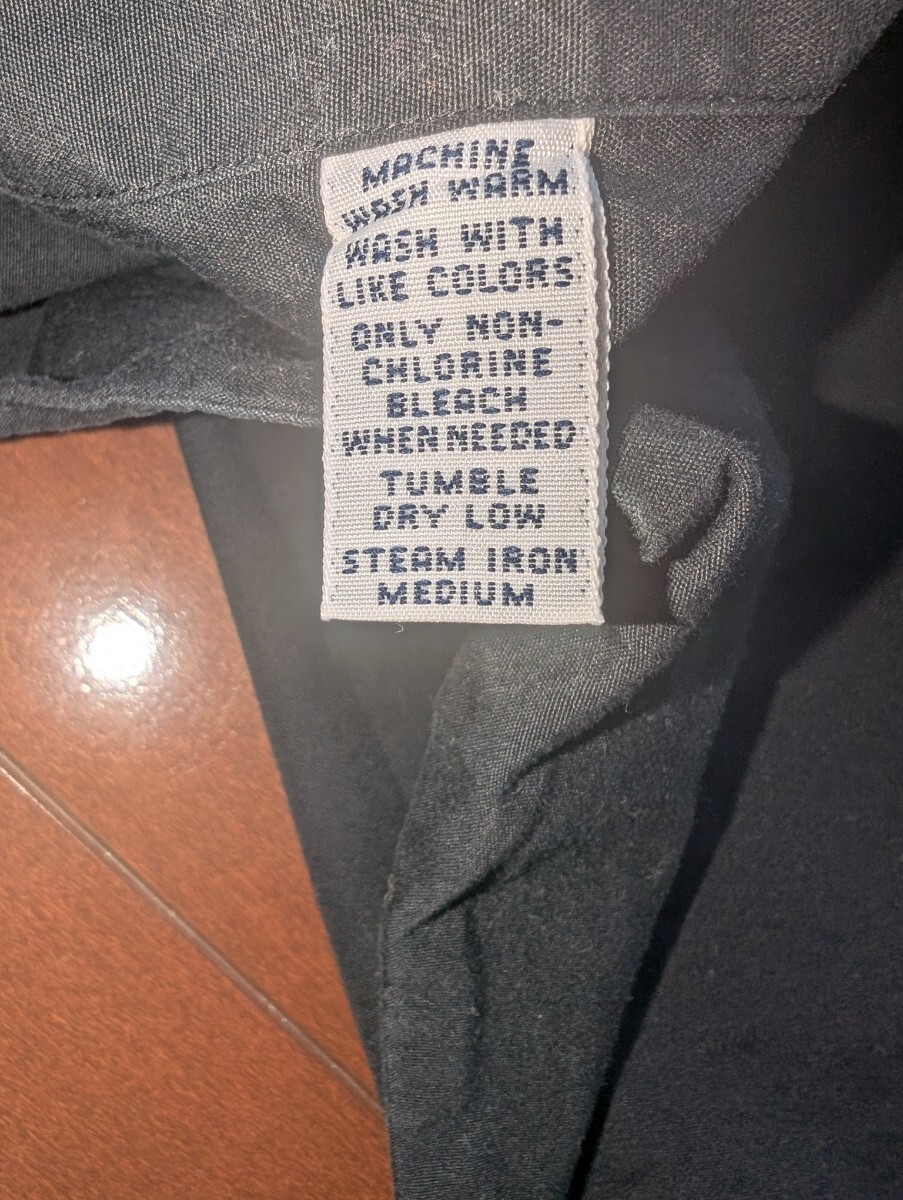 MACHINE
WASH WARM
WASH WITH
LIKE COLORS
ONLY NON-
CHLORINE
BLEACH
WHEN NEEDED
TUMBLE
DRY LOW
STEAM IRON
MEDIUM